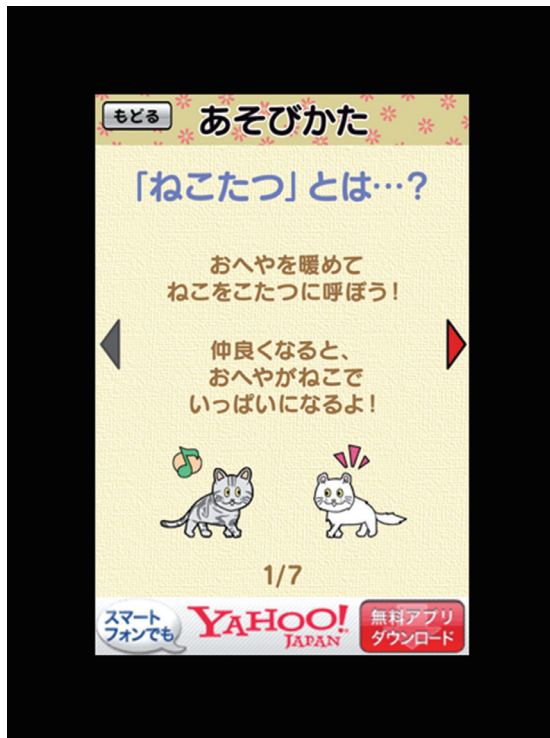 もどる
あそびかた
「ねこたつ」とは…?
おへやを暖めて
ねこをこたつに呼ぼう!
仲良くなると、
おへやがねこで
いっぱいになるよ!
1/7
スマート
フォンでも
YAHOO!
JAPAN
無料アプリ
ダウンロード